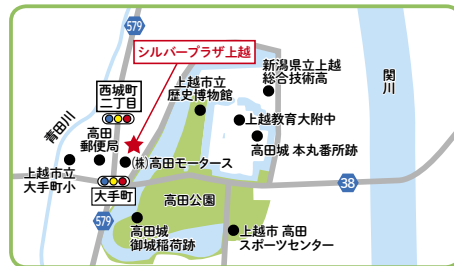 579
シルバープラザ上越
西城町
二丁目
青田川
高田
郵便局
上越市立
大手町小
(株)高田モータース
大手町
579
上越市立
歴史博物館
新潟県立上越
総合技術高
上越教育大附中
高田城 本丸番所跡
関川
38
高田公園
高田城
御城稲荷跡
上越市 高田
スポーツセンター